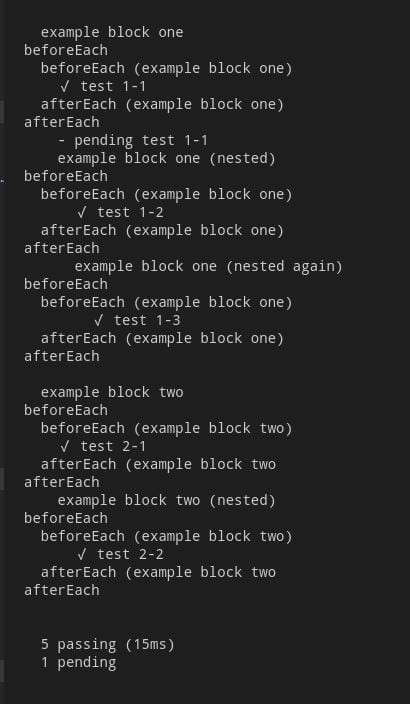 example block one
beforeEach
beforeEach (example block one)
√ test 1-1
afterEach (example block one)
afterEach
- pending test 1-1
example block one (nested)
beforeEach
beforeEach (example block one)
√ test 1-2
afterEach (example block one)
afterEach
example block one (nested again)
beforeEach
beforeEach (example block one)
√ test 1-3
afterEach (example block one)
afterEach
example block two
beforeEach
beforeEach (example block two)
√ test 2-1
afterEach (example block two
afterEach
example block two (nested)
beforeEach
beforeEach (example block two)
√ test 2-2
afterEach (example block two
afterEach
5 passing (15ms)
1 pending